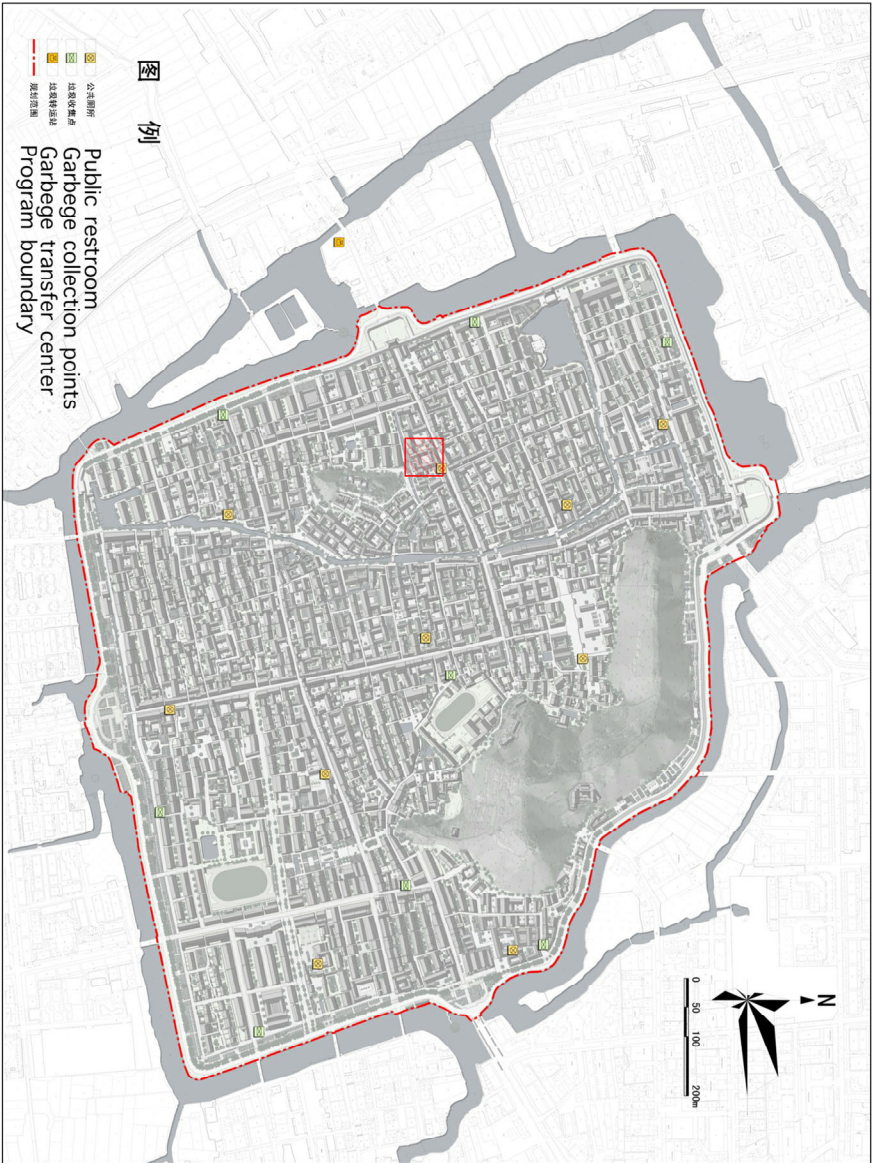 图 例
公共厕所
垃圾收集点
垃圾转运站
规划范围
Public restroom
Garbege collection points
Garbege transfer center
Program boundary
N
0 50 100 200m